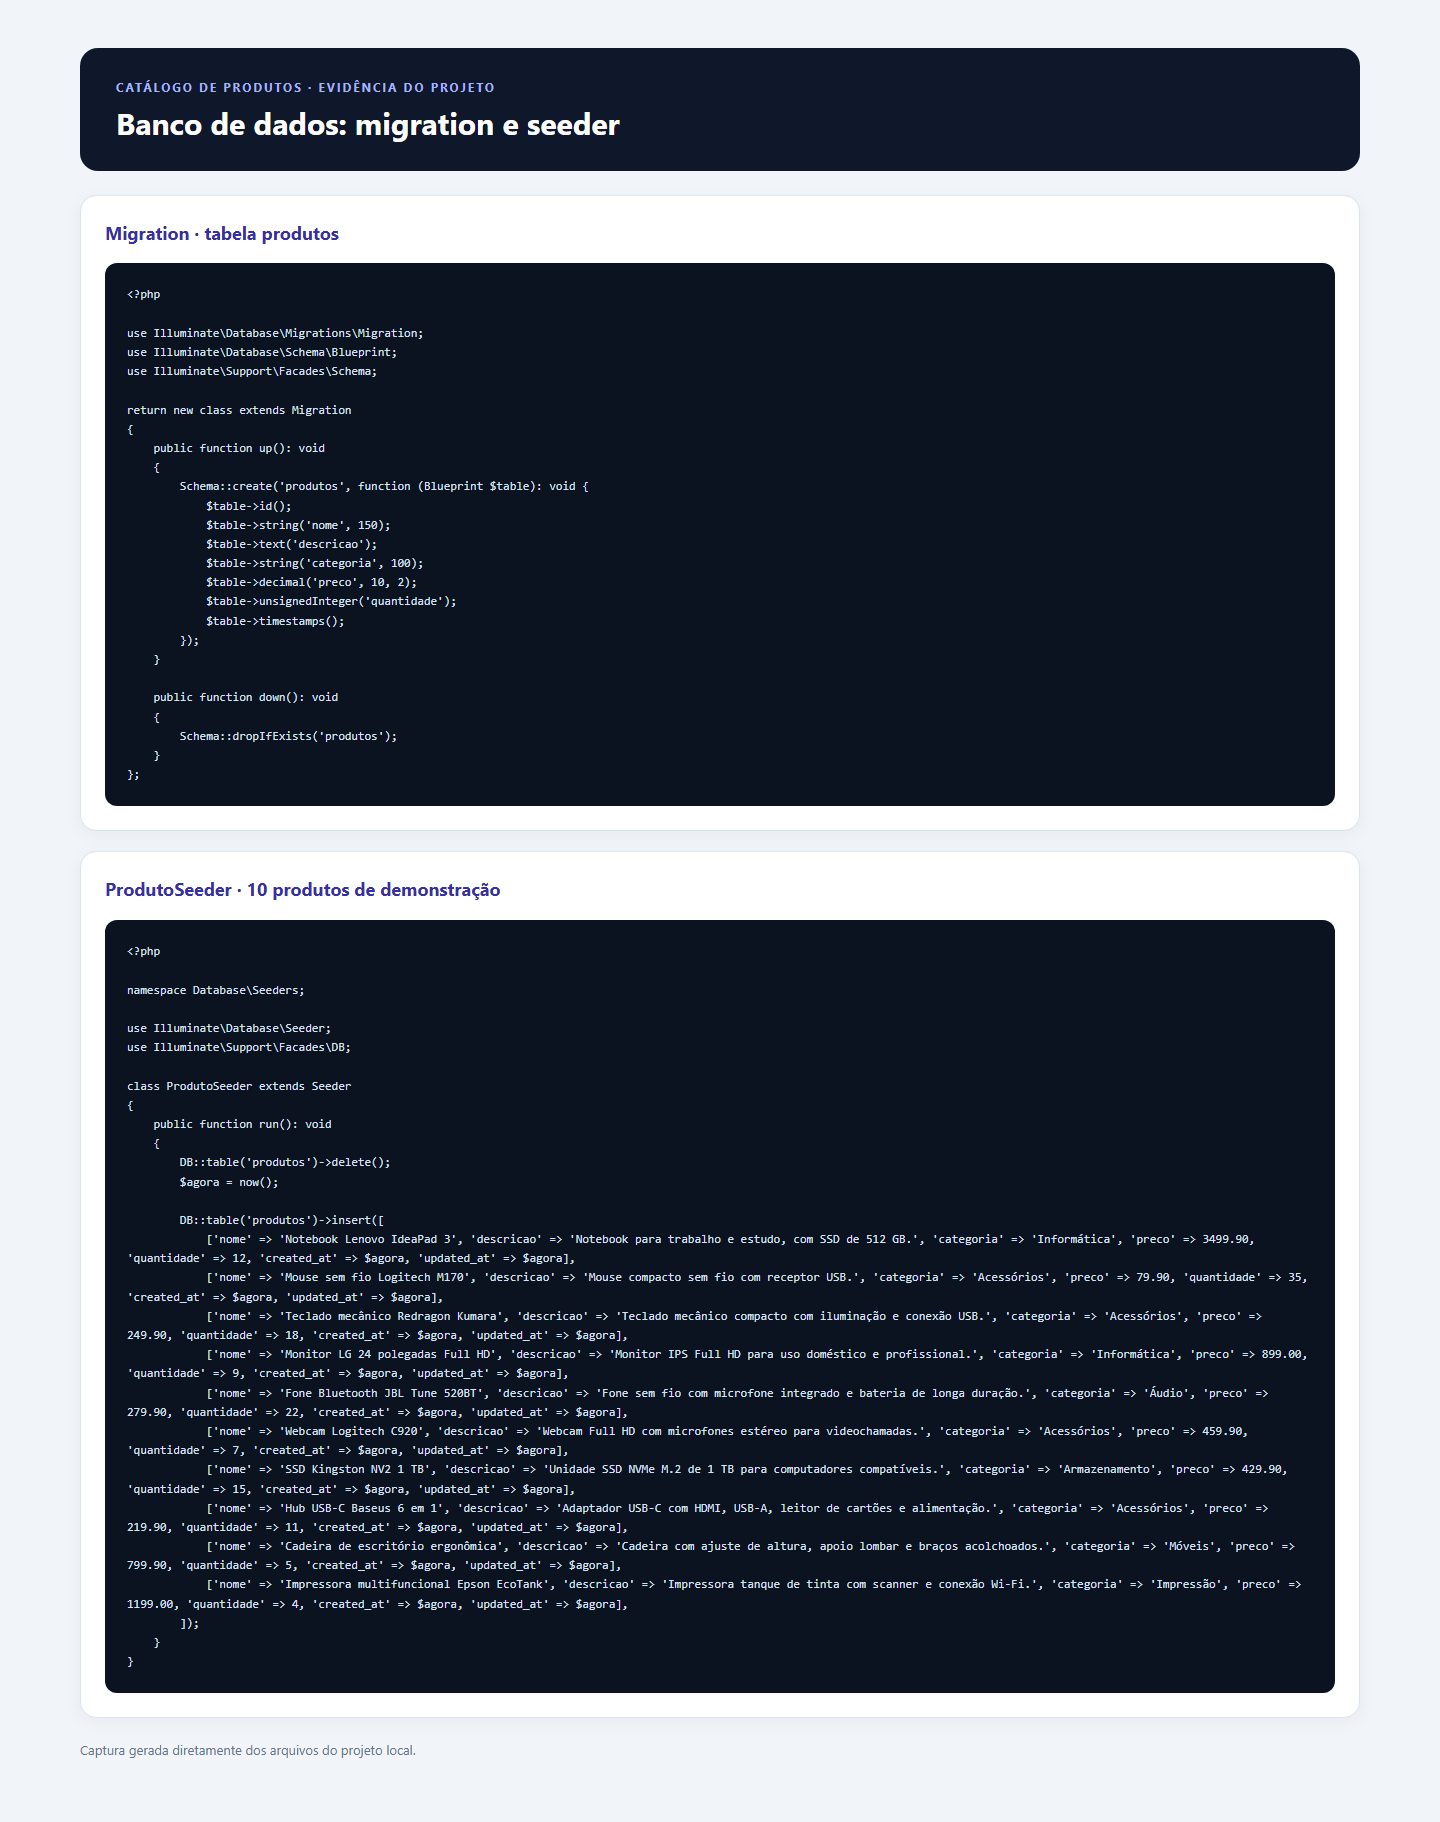 CATÁLOGO DE PRODUTOS · EVIDÊNCIA DO PROJETO
Banco de dados: migration e seeder
Migration · tabela produtos
<?php
use Illuminate\Database\Migrations\Migration;
use Illuminate\Database\Schema\Blueprint;
use Illuminate\Support\Facades\Schema;
return new class extends Migration
{
    public function up(): void
    {
        Schema::create('produtos', function (Blueprint $table): void {
            $table->id();
            $table->string('nome', 150);
            $table->text('descricao');
            $table->string('categoria', 100);
            $table->decimal('preco', 10, 2);
            $table->unsignedInteger('quantidade');
            $table->timestamps();
        });
    }
    public function down(): void
    {
        Schema::dropIfExists('produtos');
    }
};
ProdutoSeeder · 10 produtos de demonstração
<?php
namespace Database\Seeders;
use Illuminate\Database\Seeder;
use Illuminate\Support\Facades\DB;
class ProdutoSeeder extends Seeder
{
    public function run(): void
    {
        DB::table('produtos')->delete();
        $agora = now();
        DB::table('produtos')->insert([
            ['nome' => 'Notebook Lenovo IdeaPad 3', 'descricao' => 'Notebook para trabalho e estudo, com SSD de 512 GB.', 'categoria' => 'Informática', 'preco' => 3499.90,
'quantidade' => 12, 'created_at' => $agora, 'updated_at' => $agora],
            ['nome' => 'Mouse sem fio Logitech M170', 'descricao' => 'Mouse compacto sem fio com receptor USB.', 'categoria' => 'Acessórios', 'preco' => 79.90, 'quantidade' => 35,
'created_at' => $agora, 'updated_at' => $agora],
            ['nome' => 'Teclado mecânico Redragon Kumara', 'descricao' => 'Teclado mecânico compacto com iluminação e conexão USB.', 'categoria' => 'Acessórios', 'preco' =>
249.90, 'quantidade' => 18, 'created_at' => $agora, 'updated_at' => $agora],
            ['nome' => 'Monitor LG 24 polegadas Full HD', 'descricao' => 'Monitor IPS Full HD para uso doméstico e profissional.', 'categoria' => 'Informática', 'preco' => 899.00,
'quantidade' => 9, 'created_at' => $agora, 'updated_at' => $agora],
            ['nome' => 'Fone Bluetooth JBL Tune 520BT', 'descricao' => 'Fone sem fio com microfone integrado e bateria de longa duração.', 'categoria' => 'Áudio', 'preco' =>
279.90, 'quantidade' => 22, 'created_at' => $agora, 'updated_at' => $agora],
            ['nome' => 'Webcam Logitech C920', 'descricao' => 'Webcam Full HD com microfones estéreo para videochamadas.', 'categoria' => 'Acessórios', 'preco' => 459.90,
'quantidade' => 7, 'created_at' => $agora, 'updated_at' => $agora],
            ['nome' => 'SSD Kingston NV2 1 TB', 'descricao' => 'Unidade SSD NVMe M.2 de 1 TB para computadores compatíveis.', 'categoria' => 'Armazenamento', 'preco' => 429.90,
'quantidade' => 15, 'created_at' => $agora, 'updated_at' => $agora],
            ['nome' => 'Hub USB-C Baseus 6 em 1', 'descricao' => 'Adaptador USB-C com HDMI, USB-A, leitor de cartões e alimentação.', 'categoria' => 'Acessórios', 'preco' =>
219.90, 'quantidade' => 11, 'created_at' => $agora, 'updated_at' => $agora],
            ['nome' => 'Cadeira de escritório ergonômica', 'descricao' => 'Cadeira com ajuste de altura, apoio lombar e braços acolchoados.', 'categoria' => 'Móveis', 'preco' =>
799.90, 'quantidade' => 5, 'created_at' => $agora, 'updated_at' => $agora],
            ['nome' => 'Impressora multifuncional Epson EcoTank', 'descricao' => 'Impressora tanque de tinta com scanner e conexão Wi-Fi.', 'categoria' => 'Impressão', 'preco' =>
1199.00, 'quantidade' => 4, 'created_at' => $agora, 'updated_at' => $agora],
        ]);
    }
}
Captura gerada diretamente dos arquivos do projeto local.